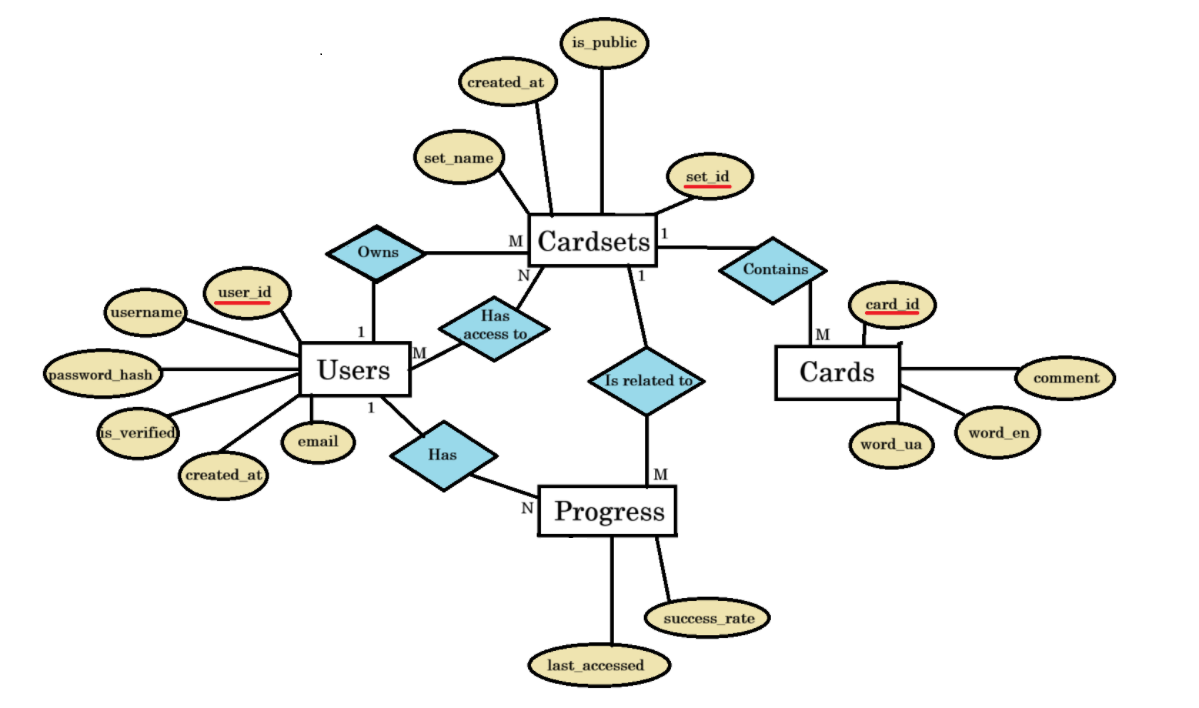 is_public
created_at
set_name
set_id
M
Cardsets
1
Owns
N
1
Contains
user_id
username
Has
access to
card_id
1
M
M
Users
Is related to
Cards
password_hash
comment
1
is_verified
email
word_ua
word_en
Has
created_at
M
N
Progress
success_rate
last_accessed